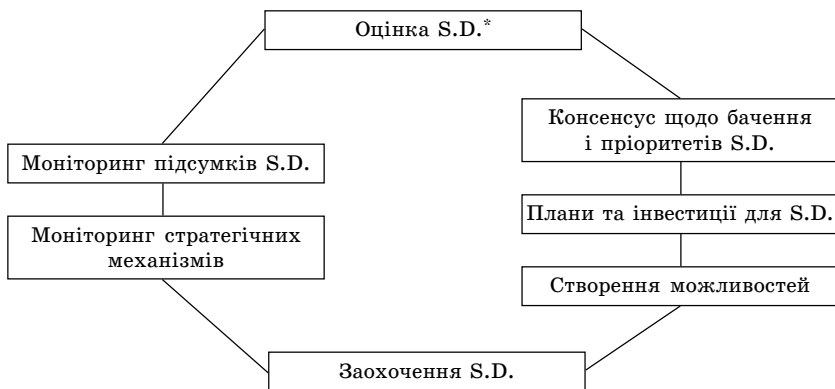 Оцінка S.D.*
Консенсус щодо бачення
і пріоритетів S.D.
Моніторинг підсумків S.D.
Плани та інвестиції для S.D.
Моніторинг стратегічних
механізмів
Створення можливостей
Заохочення S.D.